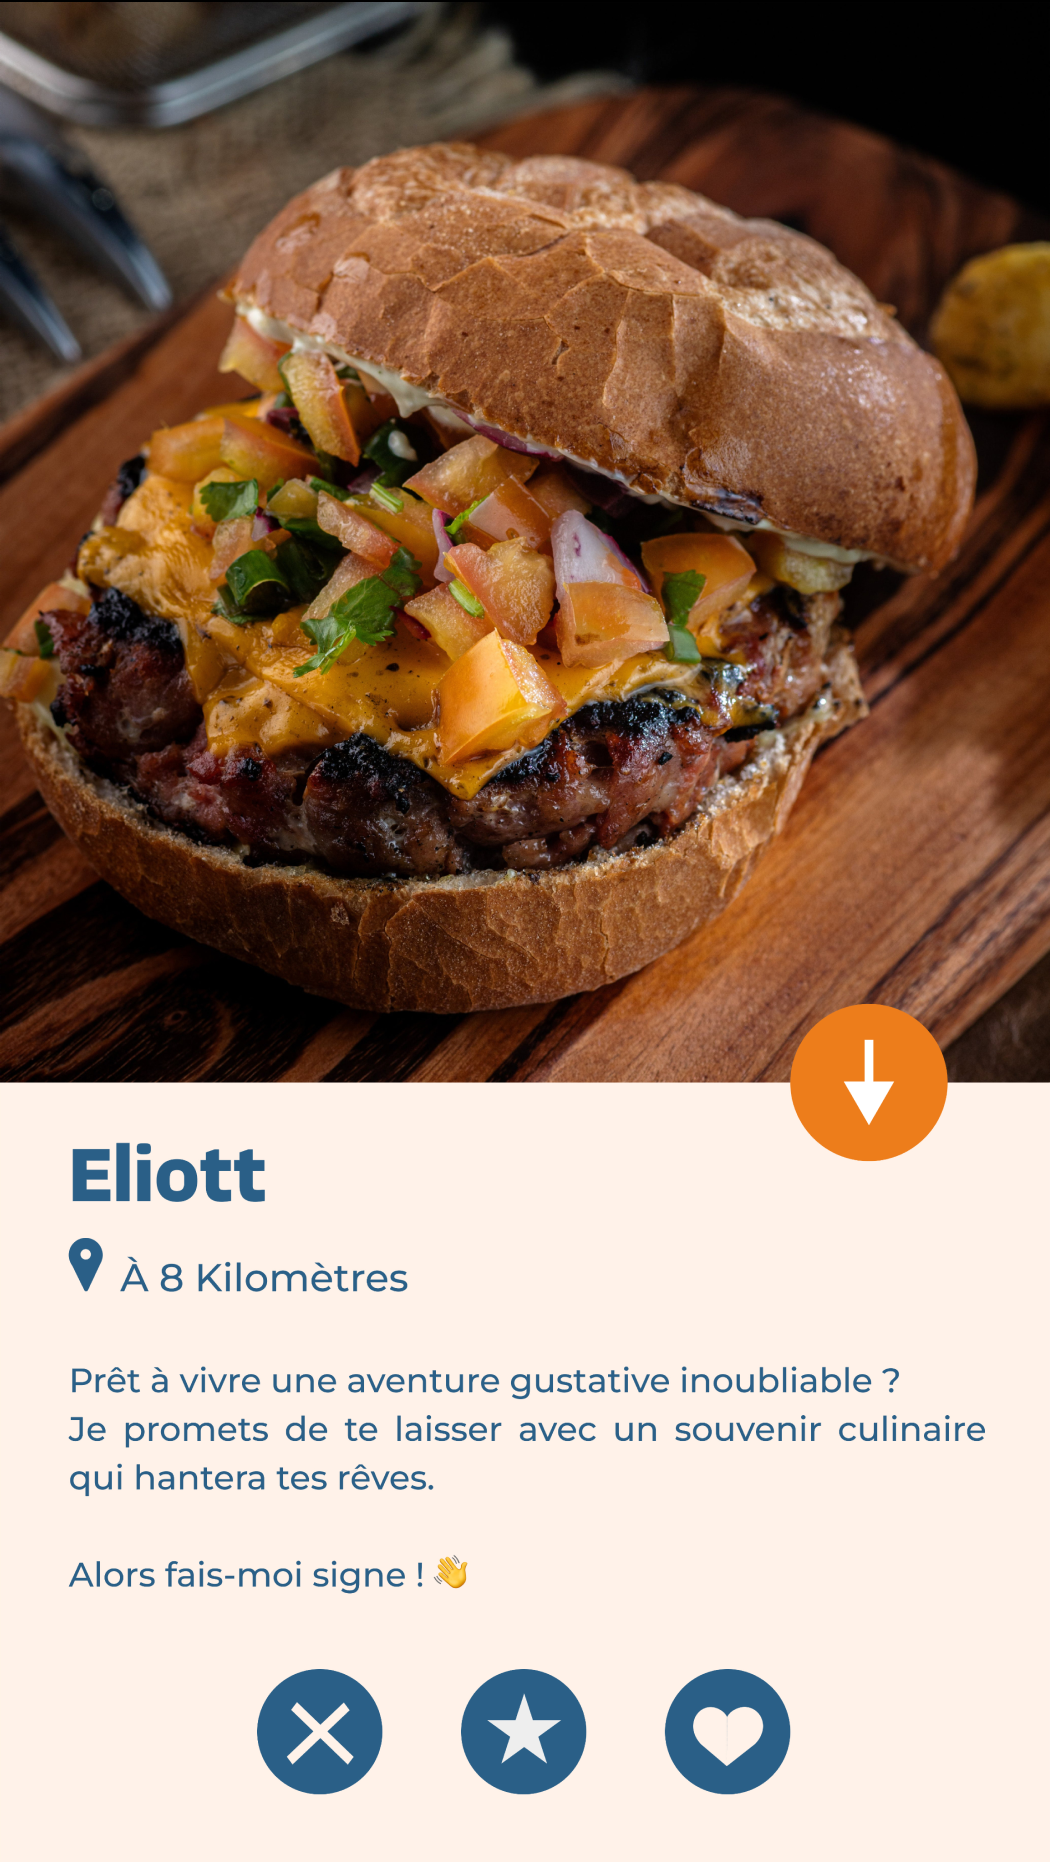 Eliott
À 8 Kilomètres
Prêt à vivre une aventure gustative inoubliable ?
Je promets de te laisser avec un souvenir culinaire
qui hantera tes rêves.
Alors fais-moi signe ! 👋